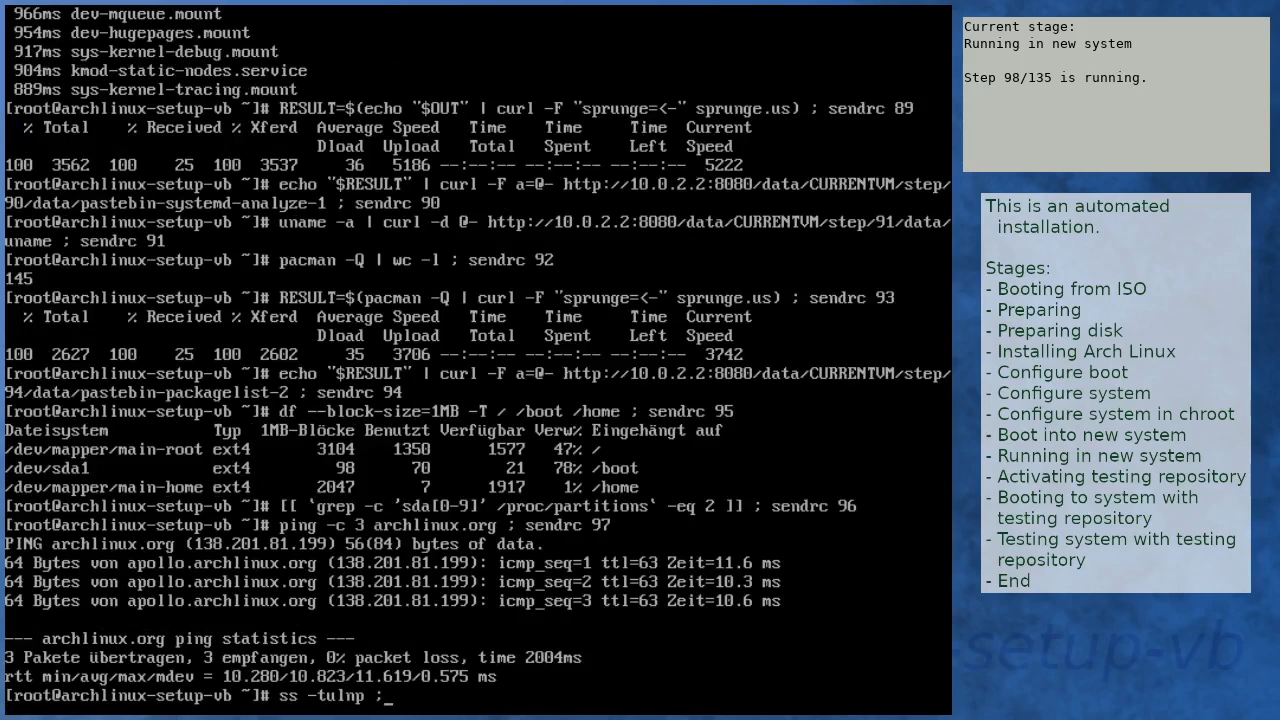 966ms dev-mqueue.mount
 954ms dev-hugepages.mount
 917ms sys-kernel-debug.mount
 904ms kmod-static-nodes.service
 889ms sys-kernel-tracing.mount
[root@archlinux-setup-vb ~]# RESULT=$(echo "$OUT" | curl -F "sprunge=<-" sprunge.us) ; sendrc 89
  % Total    % Received % Xferd  Average Speed   Time    Time     Time  Current
                                 Dload  Upload   Total   Spent    Left  Speed
100  3562  100    25  100  3537     36   5186 --:--:-- --:--:-- --:--:--  5222
[root@archlinux-setup-vb ~]# echo "$RESULT" | curl -F a=@- http://10.0.2.2:8080/data/CURRENTVM/step/
90/data/pastebin-systemd-analyze-1 ; sendrc 90
[root@archlinux-setup-vb ~]# uname -a | curl -d @- http://10.0.2.2:8080/data/CURRENTVM/step/91/data/
uname ; sendrc 91
[root@archlinux-setup-vb ~]# pacman -Q | wc -l ; sendrc 92
145
[root@archlinux-setup-vb ~]# RESULT=$(pacman -Q | curl -F "sprunge=<-" sprunge.us) ; sendrc 93
  % Total    % Received % Xferd  Average Speed   Time    Time     Time  Current
                                 Dload  Upload   Total   Spent    Left  Speed
100  2627  100    25  100  2602     35   3706 --:--:-- --:--:-- --:--:--  3742
[root@archlinux-setup-vb ~]# echo "$RESULT" | curl -F a=@- http://10.0.2.2:8080/data/CURRENTVM/step/
94/data/pastebin-packagelist-2 ; sendrc 94
[root@archlinux-setup-vb ~]# df --block-size=1MB -T / /boot /home ; sendrc 95
Dateisystem           Typ  1MB-Blöcke Benutzt Verfügbar Verw% Eingehängt auf
/dev/mapper/main-root ext4       3104    1350      1577   47% /
/dev/sda1             ext4         98      70        21   78% /boot
/dev/mapper/main-home ext4       2047       7      1917    1% /home
[root@archlinux-setup-vb ~]# [[ `grep -c 'sda[0-9]' /proc/partitions` -eq 2 ]] ; sendrc 96
[root@archlinux-setup-vb ~]# ping -c 3 archlinux.org ; sendrc 97
PING archlinux.org (138.201.81.199) 56(84) bytes of data.
64 Bytes von apollo.archlinux.org (138.201.81.199): icmp_seq=1 ttl=63 Zeit=11.6 ms
64 Bytes von apollo.archlinux.org (138.201.81.199): icmp_seq=2 ttl=63 Zeit=10.3 ms
64 Bytes von apollo.archlinux.org (138.201.81.199): icmp_seq=3 ttl=63 Zeit=10.6 ms
--- archlinux.org ping statistics ---
3 Pakete übertragen, 3 empfangen, 0% packet loss, time 2004ms
rtt min/avg/max/mdev = 10.280/10.823/11.619/0.575 ms
[root@archlinux-setup-vb ~]# ss -tulnp ;_
Current stage:
Running in new system
Step 98/135 is running.
This is an automated
installation.
Stages:
- Booting from ISO
- Preparing
- Preparing disk
- Installing Arch Linux
- Configure boot
- Configure system
- Configure system in chroot
- Boot into new system
- Running in new system
- Activating testing repository
- Booting to system with
testing repository
- Testing system with testing
repository
- End
-setup-vb